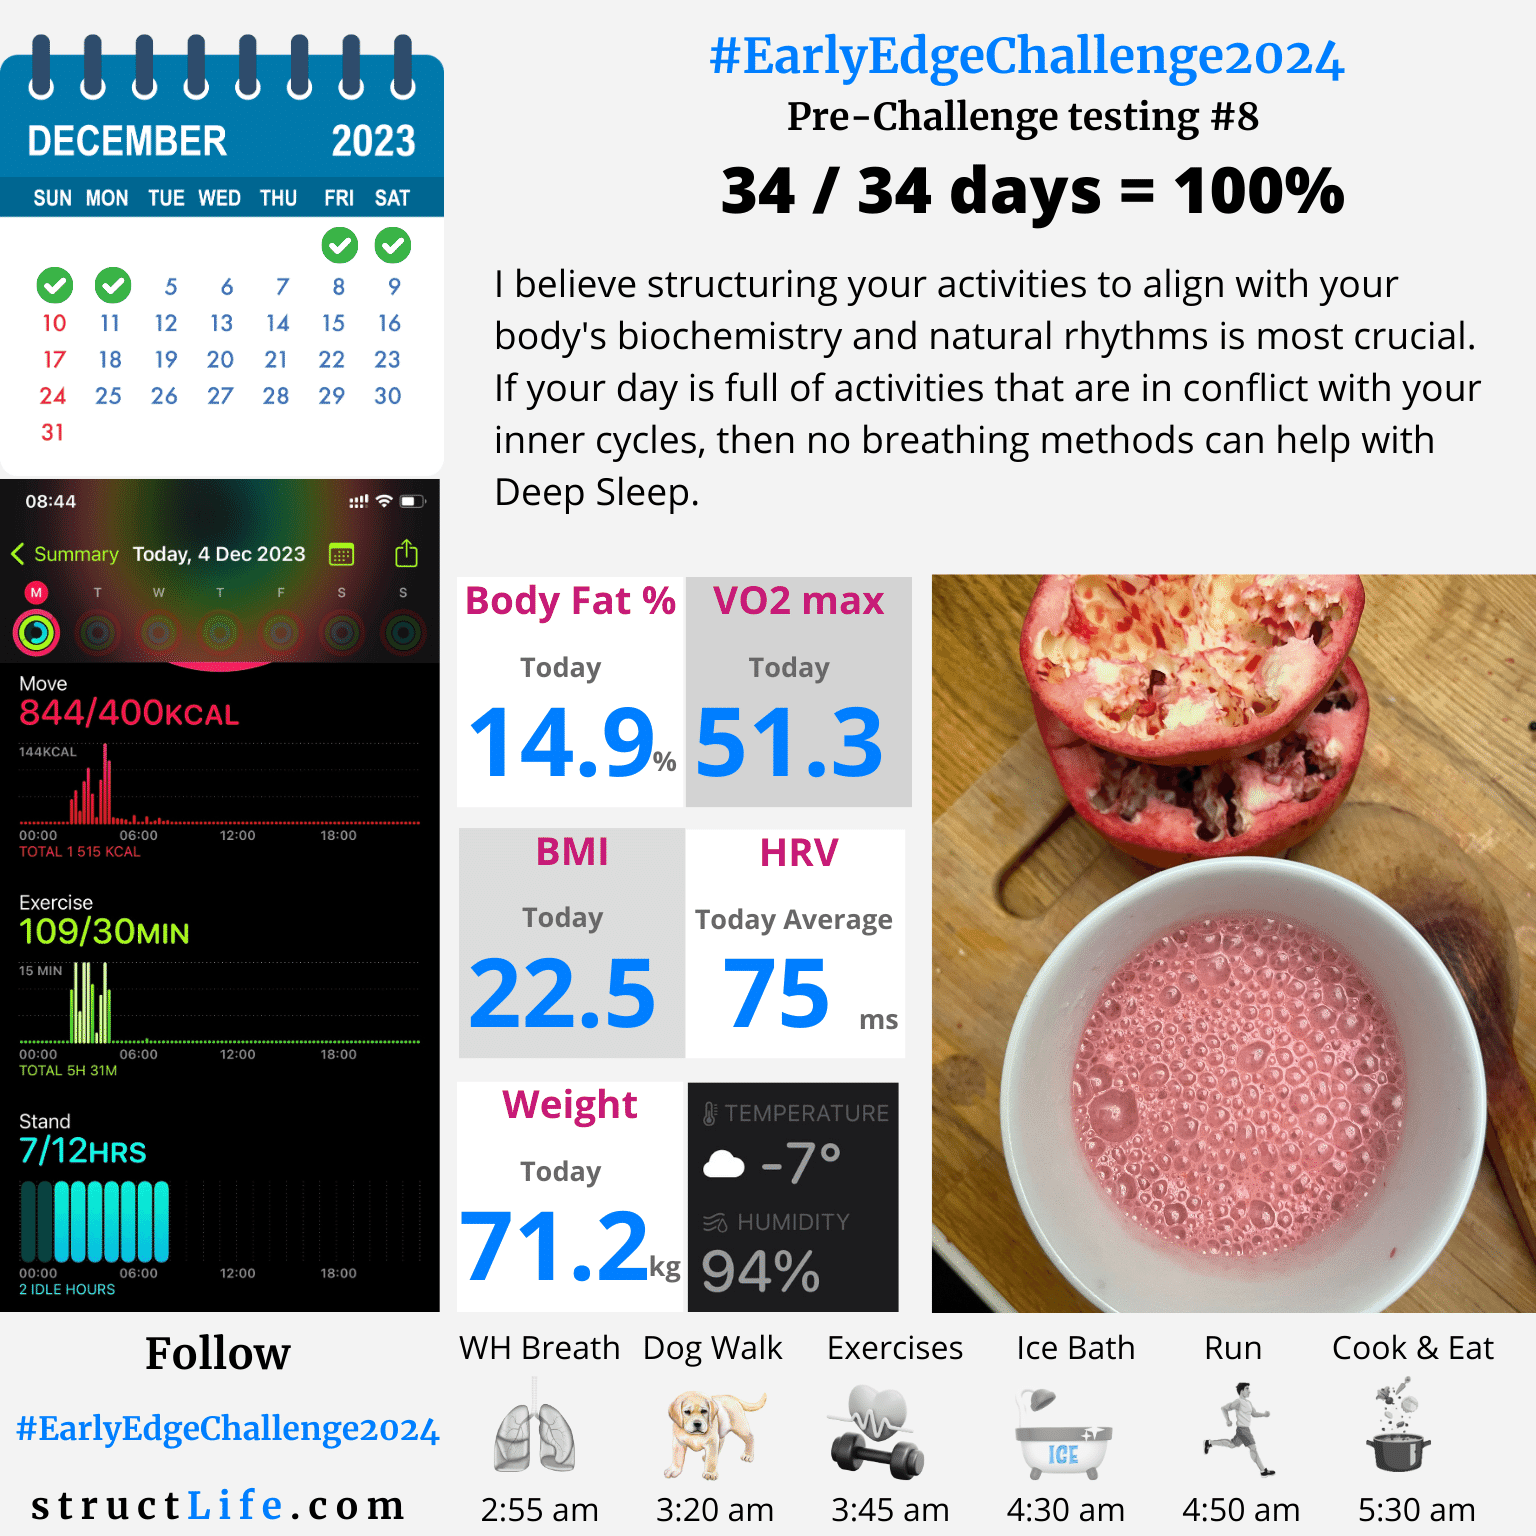 DECEMBER 2023
SUN MON TUE WED THU FRI SAT
5 6 7 8 9
10 11 12 13 14 15 16
17 18 19 20 21 22 23
24 25 26 27 28 29 30
31
#EarlyEdgeChallenge2024
Pre-Challenge testing #8
34 / 34 days = 100%
I believe structuring your activities to align with your
body's biochemistry and natural rhythms is most crucial.
If your day is full of activities that are in conflict with your
inner cycles, then no breathing methods can help with
Deep Sleep.
08:44
Summary Today, 4 Dec 2023
M T W T F S S
Move
844/400KCAL
144KCAL
00:00 06:00 12:00 18:00
TOTAL 1 515 KCAL
Exercise
109/30MIN
15 MIN
00:00 06:00 12:00 18:00
TOTAL 5H 31M
Stand
7/12HRS
00:00 06:00 12:00 18:00
2 IDLE HOURS
Body Fat %
Today
14.9%
VO2 max
Today
51.3
BMI
Today
22.5
HRV
Today Average
75 ms
Weight
Today
71.2kg
TEMPERATURE
-7°
HUMIDITY
94%
Follow
#EarlyEdgeChallenge2024
structLife.com
WH Breath Dog Walk Exercises Ice Bath Run Cook & Eat
ICE
2:55 am 3:20 am 3:45 am 4:30 am 4:50 am 5:30 am